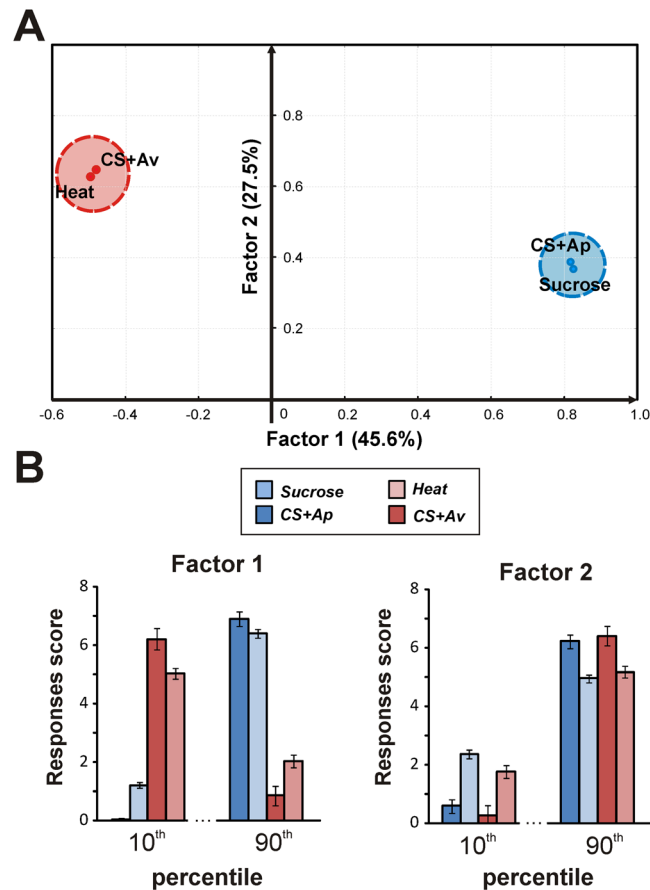 A
0.8
0.6
0.4
0.2
Factor 2 (27.5%)
CS+Av
Heat
CS+Ap
Sucrose
-0.6 -0.4 -0.2 0 0.2 0.4 0.6 0.8 1.0
Factor 1 (45.6%)
B
Sucrose Heat
CS+Ap CS+Av
Factor 1
Responses score
8
6
4
2
0
10th ... 90th
percentile
Factor 2
Responses score
8
6
4
2
0
10th ... 90th
percentile